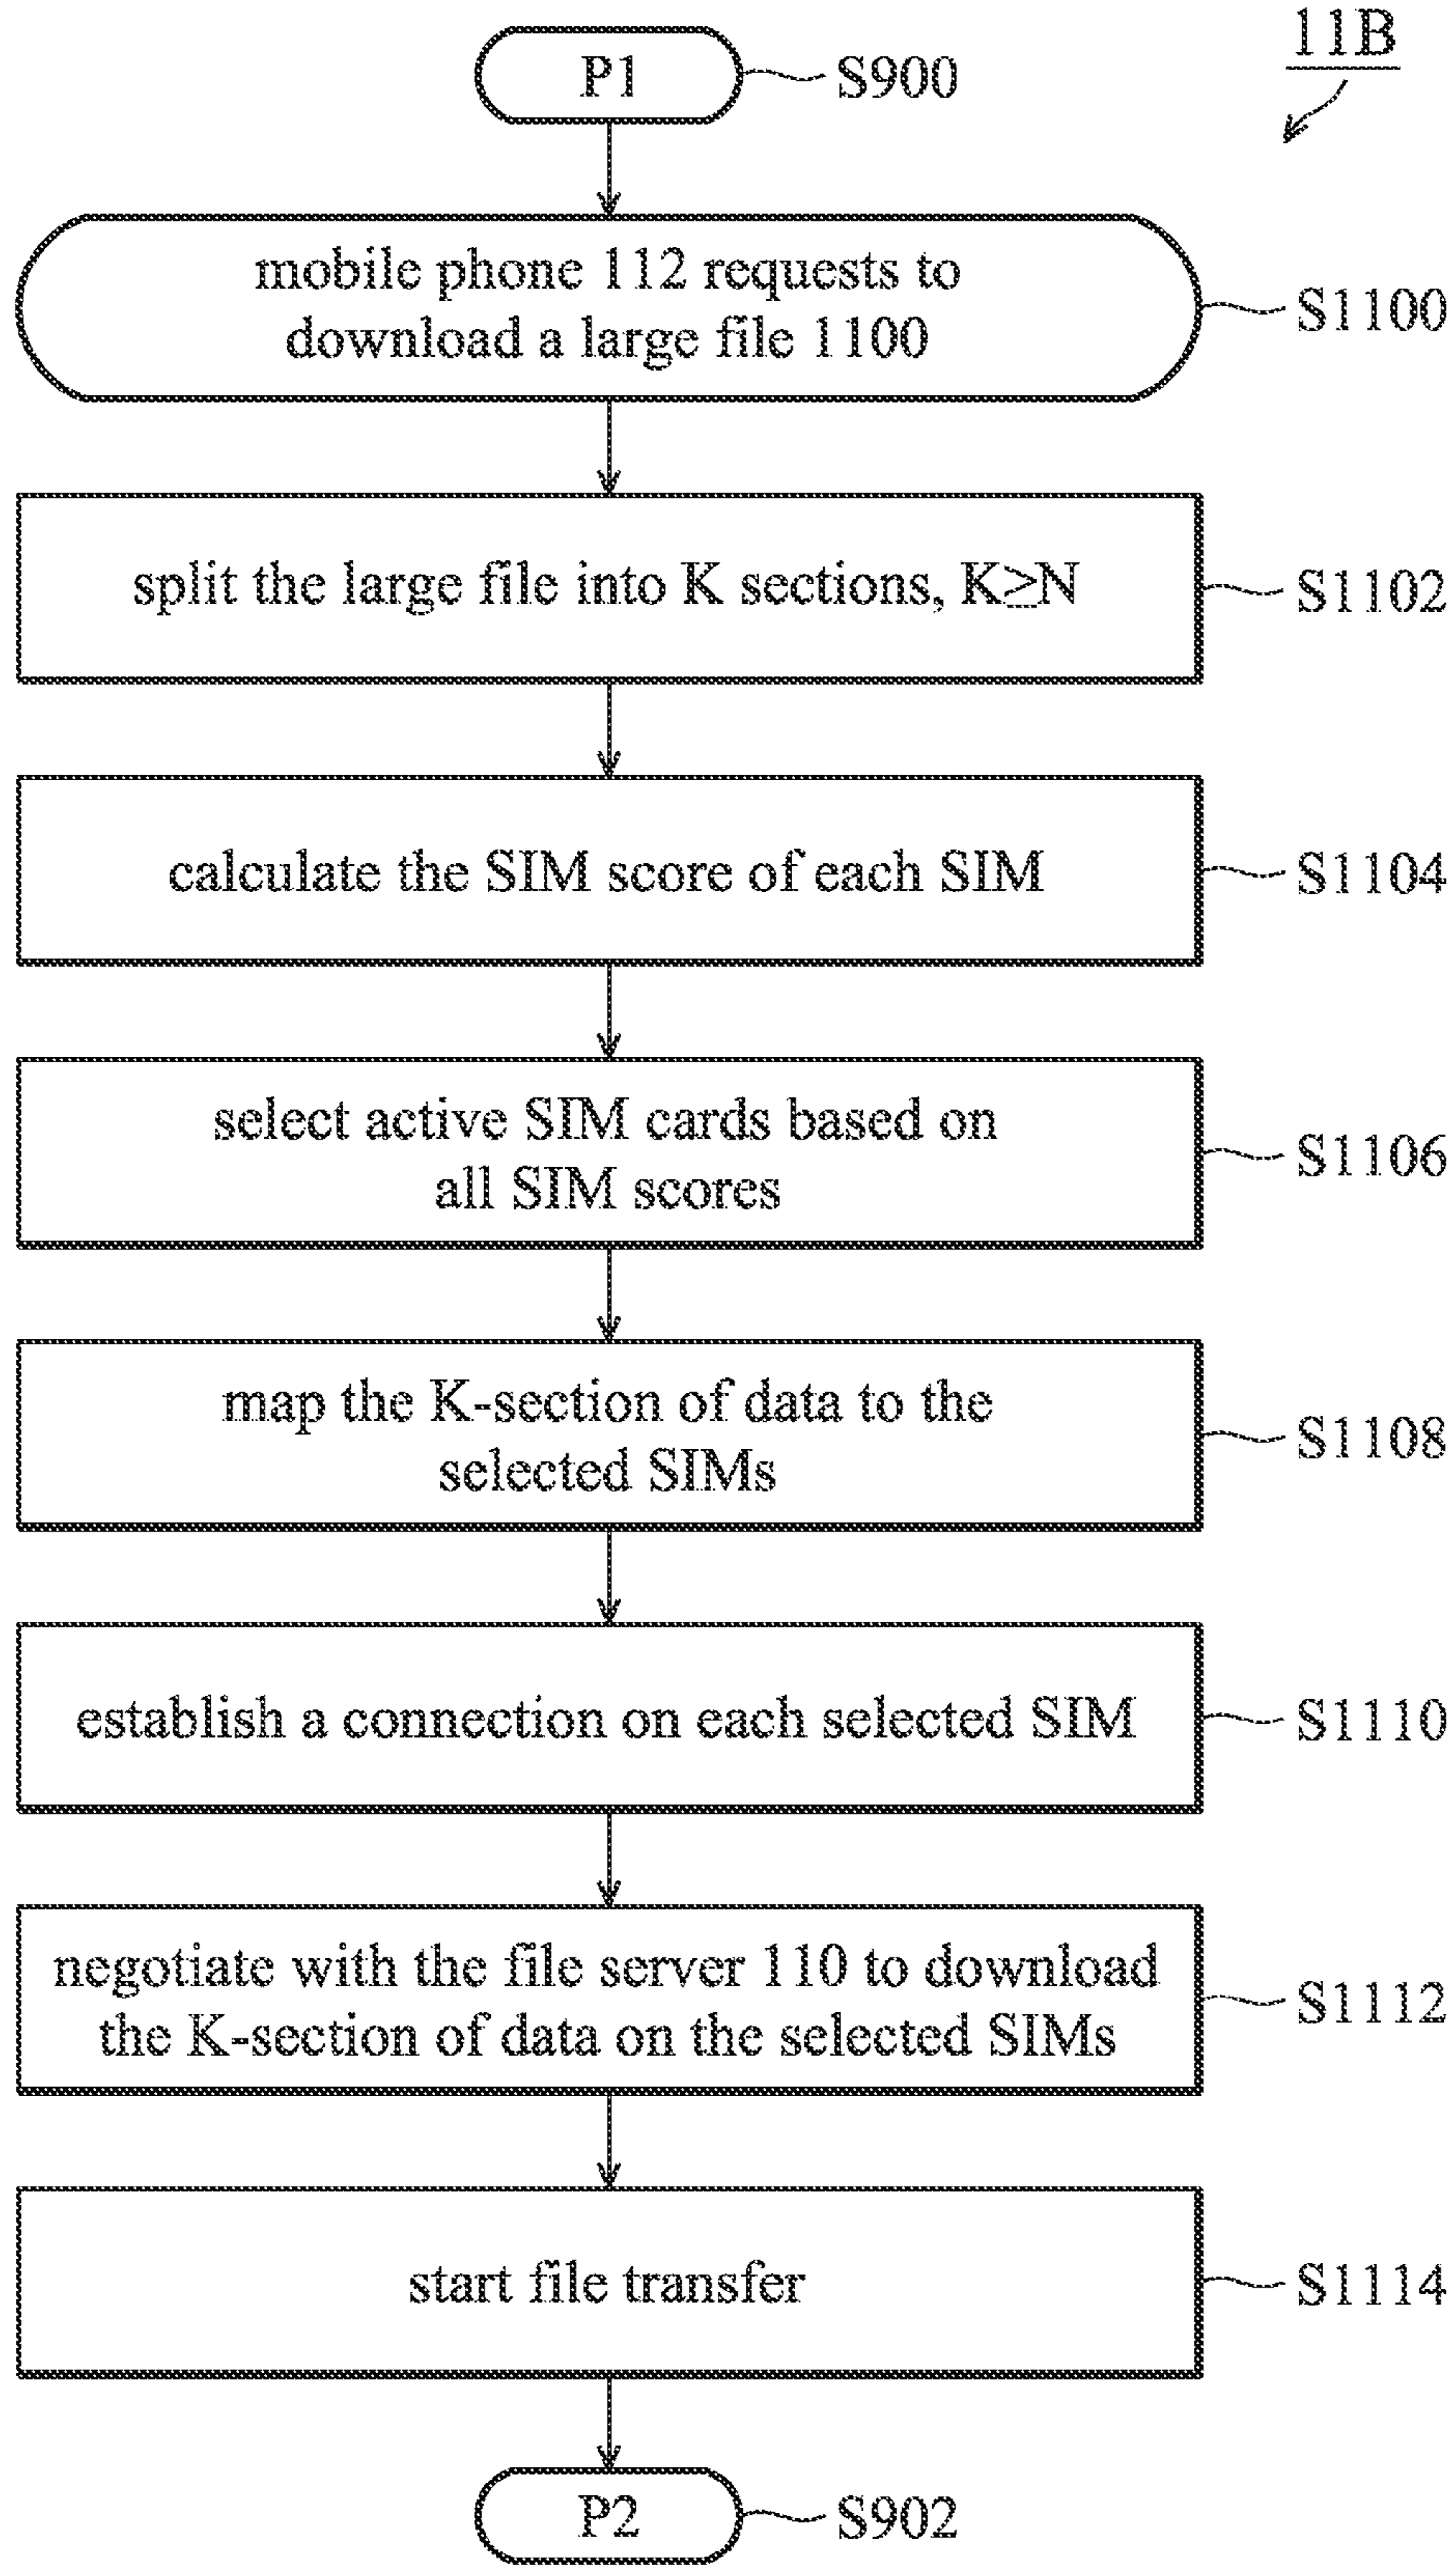 11B
P1
S900
mobile phone 112 requests to
download a large file 1100
S1100
split the large file into K sections, K≥N
S1102
calculate the SIM score of each SIM
S1104
select active SIM cards based on
all SIM scores
S1106
map the K-section of data to the
selected SIMs
S1108
establish a connection on each selected SIM
S1110
negotiate with the file server 110 to download
the K-section of data on the selected SIMs
S1112
start file transfer
S1114
P2
S902